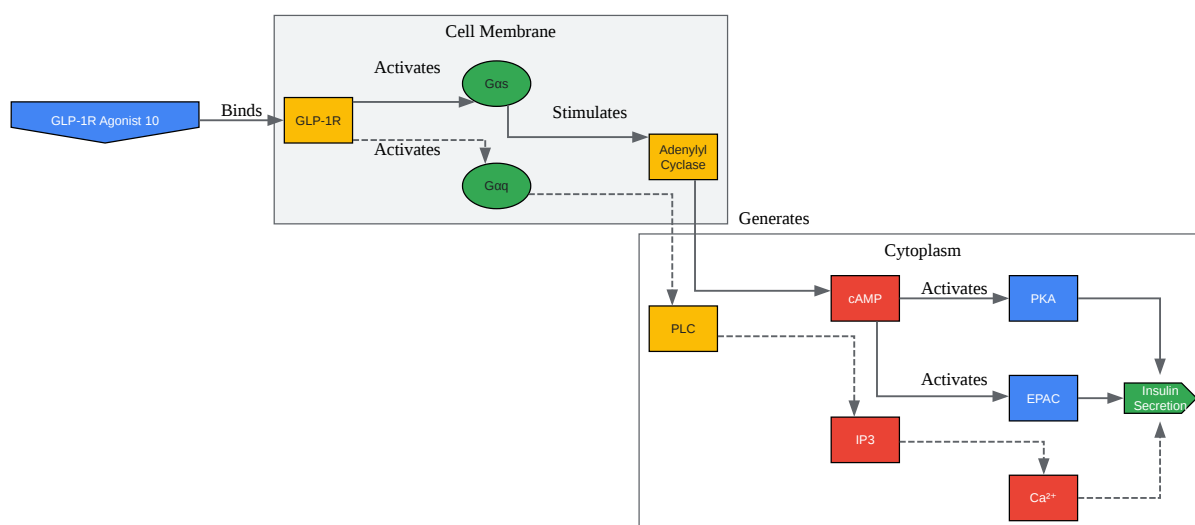 Cell Membrane
Activates
Gαs
GLP-1R Agonist 10
Binds
GLP-1R
Stimulates
Activates
Adenylyl
Cyclase
Gαq
Generates
Cytoplasm
cAMP
Activates
PKA
PLC
Activates
EPAC
Insulin
Secretion
IP3
Ca²⁺